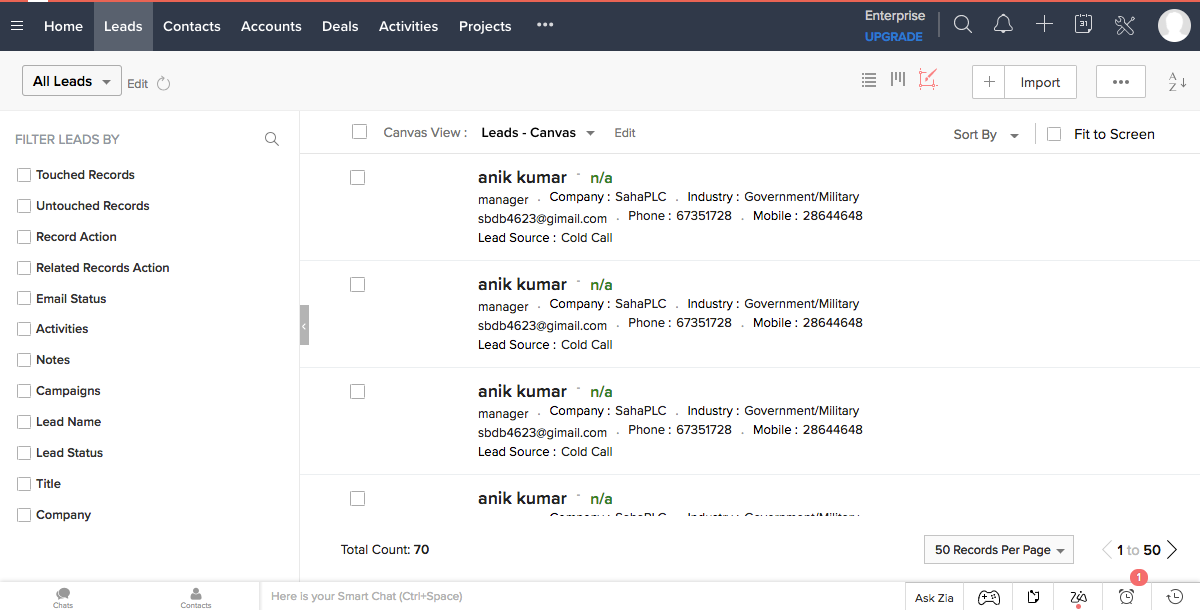 Home Leads Contacts Accounts Deals Activities Projects ••• Enterprise
UPGRADE
31
All Leads Edit
+ Import ••• A Z
FILTER LEADS BY
Touched Records
Untouched Records
Record Action
Related Records Action
Email Status
Activities
Notes
Campaigns
Lead Name
Lead Status
Title
Company
Canvas View : Leads - Canvas Edit Sort By Fit to Screen
anik kumar - n/a
manager . Company : SahaPLC . Industry : Government/Military
sbdb4623@gimail.com . Phone : 67351728 . Mobile : 28644648
Lead Source : Cold Call
anik kumar - n/a
manager . Company : SahaPLC . Industry : Government/Military
sbdb4623@gimail.com . Phone : 67351728 . Mobile : 28644648
Lead Source : Cold Call
anik kumar - n/a
manager . Company : SahaPLC . Industry : Government/Military
sbdb4623@gimail.com . Phone : 67351728 . Mobile : 28644648
Lead Source : Cold Call
anik kumar - n/a
Company : SahaPLC . Industry : Government/Military
Total Count: 70 50 Records Per Page 1 to 50
1
Chats Contacts Here is your Smart Chat (Ctrl+Space) Ask Zia